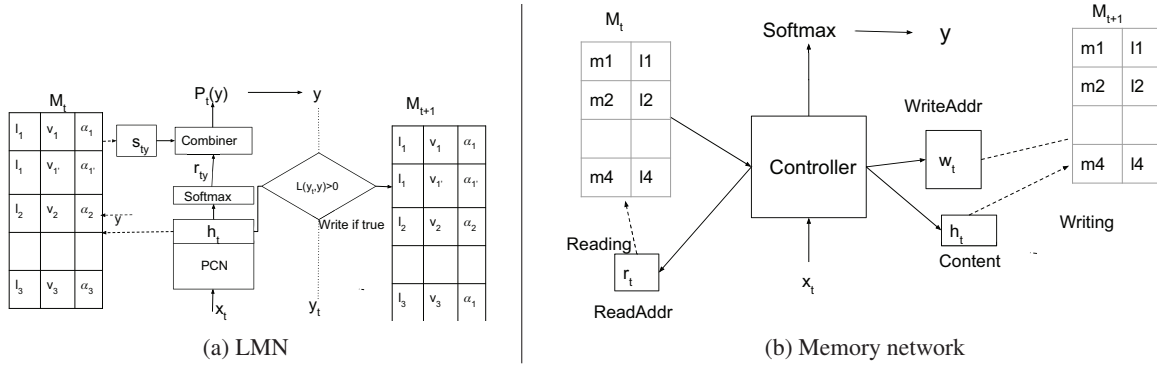 M_t
l_1 v_1 α_1
l_1 v_1' α_1'
l_2 v_2 α_2
l_3 v_3 α_3
P_t(y) y
s_ty
Combiner
r_ty
Softmax
y
h_t
PCN
x_t
L(y_t,y)>0
Write if true
y_t
M_t+1
l_1 v_1 α_1
l_1 v_1' α_1'
l_2 v_2 α_2
l_3 v_3 α_1
(a) LMN
M_t
m1 l1
m2 l2
m4 l4
Reading
r_t
ReadAddr
Softmax y
Controller
x_t
WriteAddr
w_t
h_t
Content
M_t+1
m1 l1
m2 l2
m4 l4
Writing
(b) Memory network